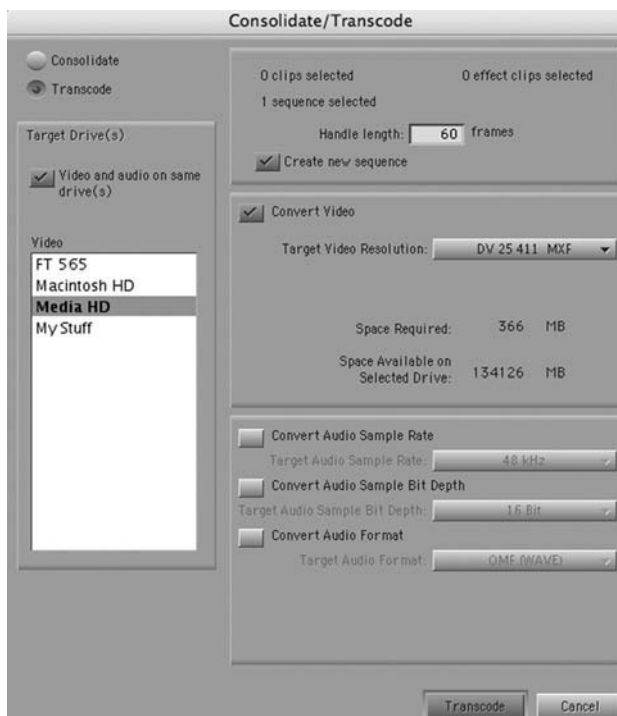 Consolidate/Transcode
Consolidate
Transcode
Target Drive(s)
Video and audio on same
drive(s)
Video
FT 565
Macintosh HD
Media HD
My Stuff
0 clips selected 0 effect clips selected
1 sequence selected
Handle length: 60 frames
Create new sequence
Convert Video
Target Video Resolution: DV 25 411 MXF
Space Required: 366 MB
Space Available on
Selected Drive: 134126 MB
Convert Audio Sample Rate
Target Audio Sample Rate: 48 kHz
Convert Audio Sample Bit Depth
Target Audio Sample Bit Depth: 16 Bit
Convert Audio Format
Target Audio Format: OMF (WAVE)
Transcode Cancel